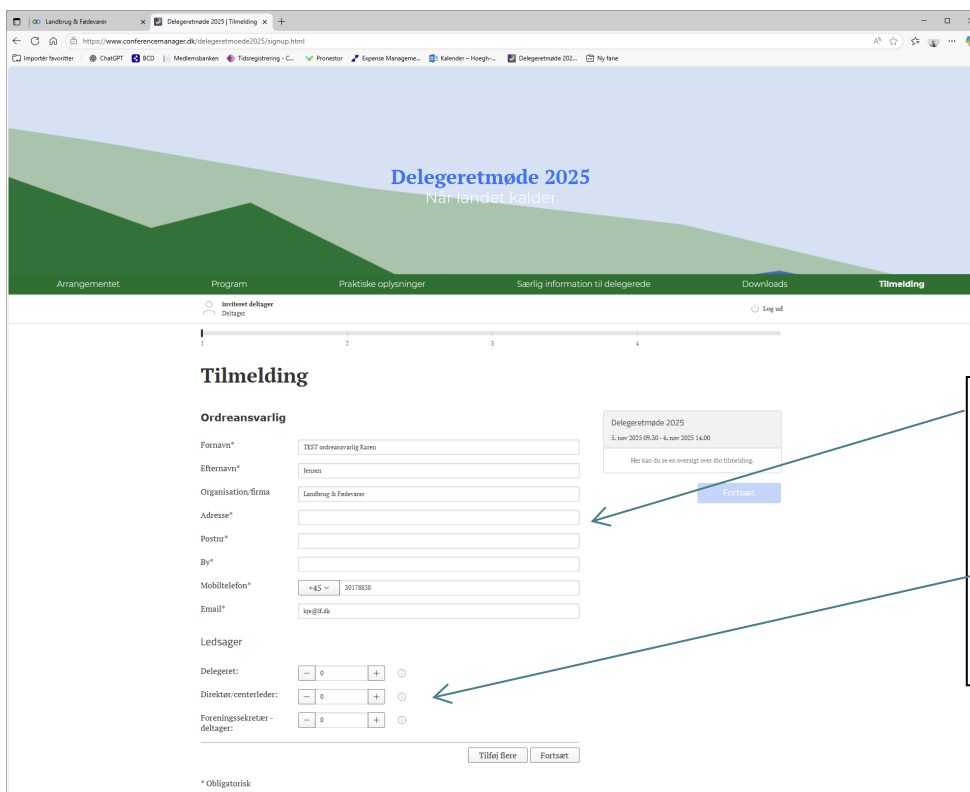 Landbrug & Fødevarer
Delegeretmøde 2025 | Tilmelding
https://www.conferencemanager.dk/delegeretmoede2025/signup.html
Importér favoritter
ChatGPT
BCD
Medlemsbanken
Tidsregistrering - C...
Pronestor
Expense Manageme...
Kalender – Hoegh-...
Delegeretmøde 202...
Ny fane
Delegeretmøde 2025
Når landet kalder
Arrangementet
Program
Praktiske oplysninger
Særlig information til delegerede
Downloads
Tilmelding
inviteret deltager
Deltager
Log ud
1
2
3
4
Tilmelding
Ordreansvarlig
Fornavn*
TEST ordreansvarlig Karen
Efternavn*
Jensen
Organisation/firma
Landbrug & Fødevarer
Adresse*
Postnr*
By*
Mobiltelefon*
+45
30178858
Email*
kje@lf.dk
Delegeretmøde 2025
5. nov 2025 09.30 - 6. nov 2025 14.00
Her kan du se en oversigt over din tilmelding.
Fortsæt
Ledsager
Delegeret:
− 0 +
Direktør/centerleder:
− 0 +
Foreningssekretær -
deltager:
− 0 +
Tilføj flere
Fortsæt
* Obligatorisk